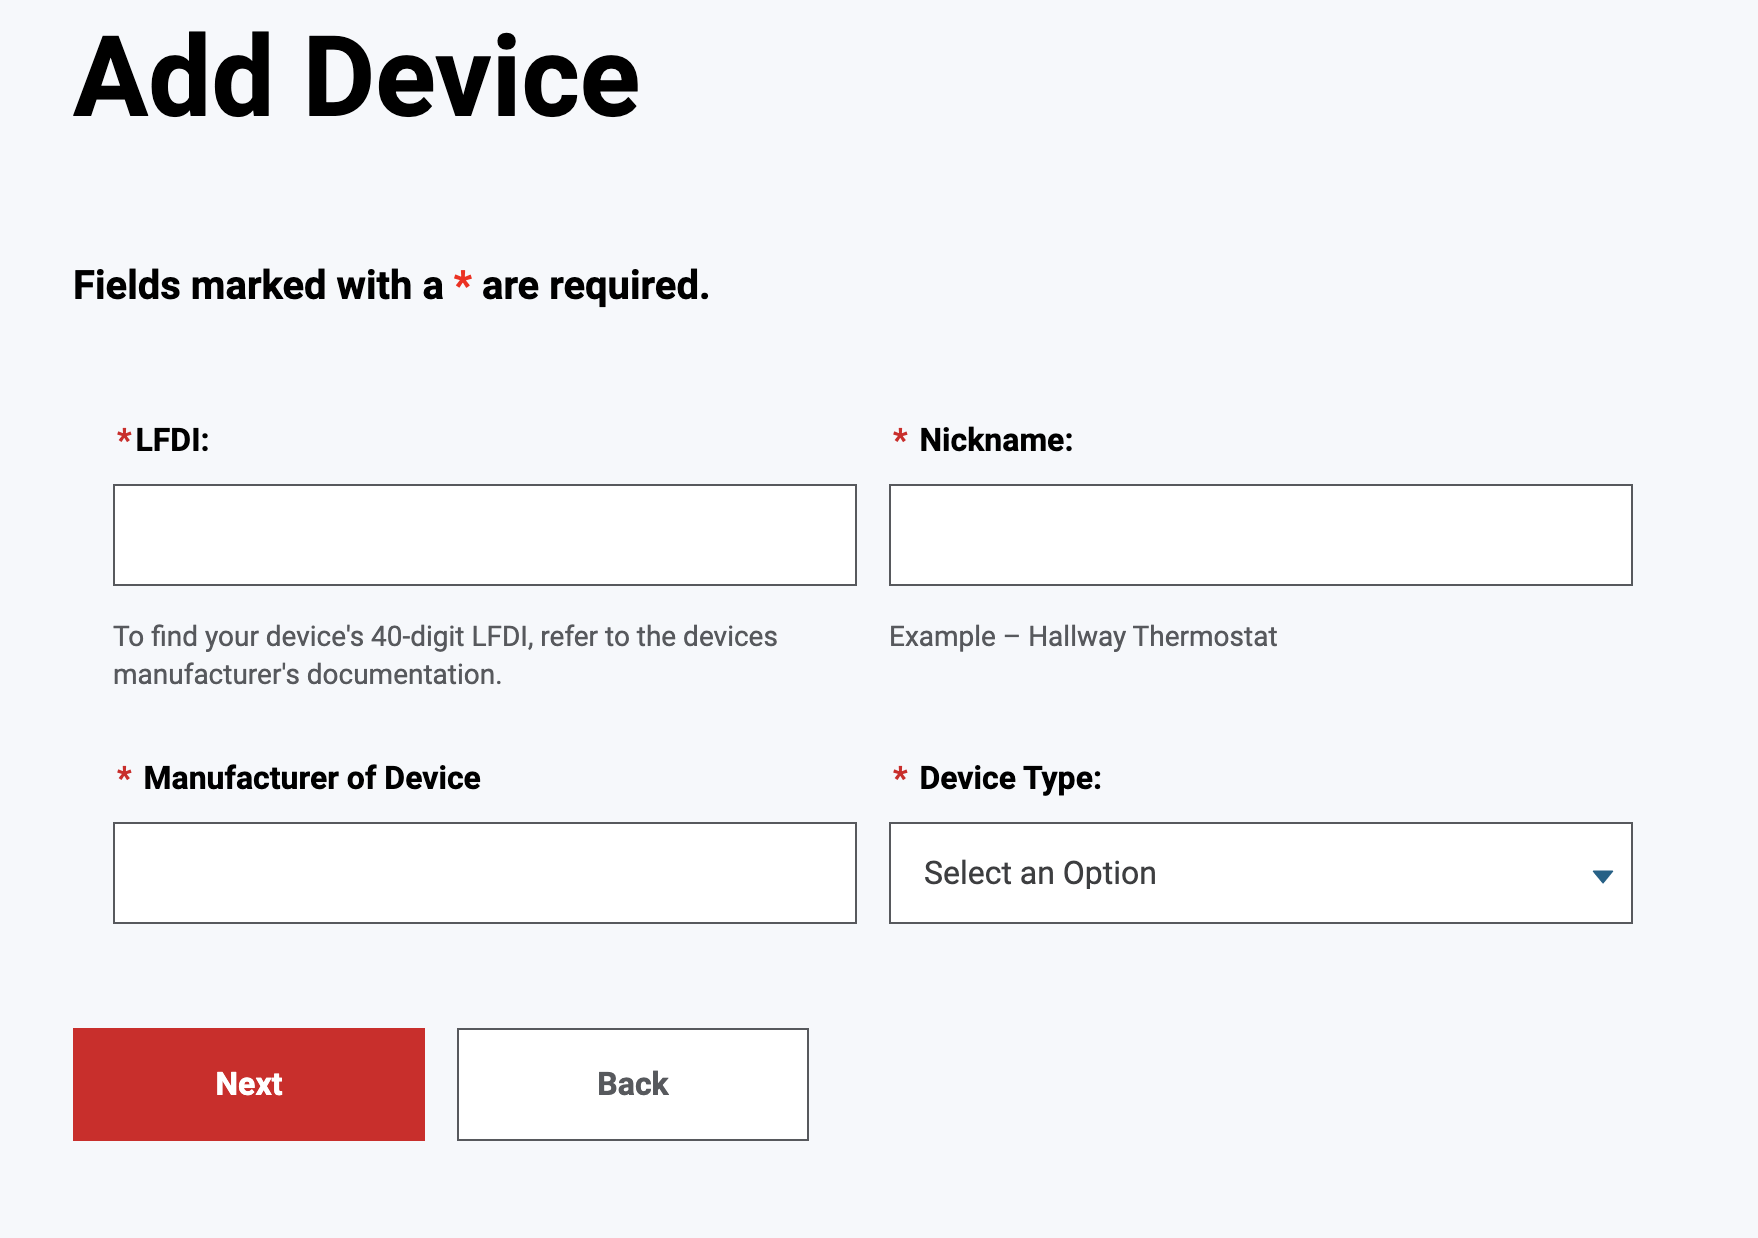 Add Device
Fields marked with a * are required.
*LFDI:
* Nickname:
To find your device's 40-digit LFDI, refer to the devices
manufacturer's documentation.
Example – Hallway Thermostat
* Manufacturer of Device
* Device Type:
Select an Option
Next
Back